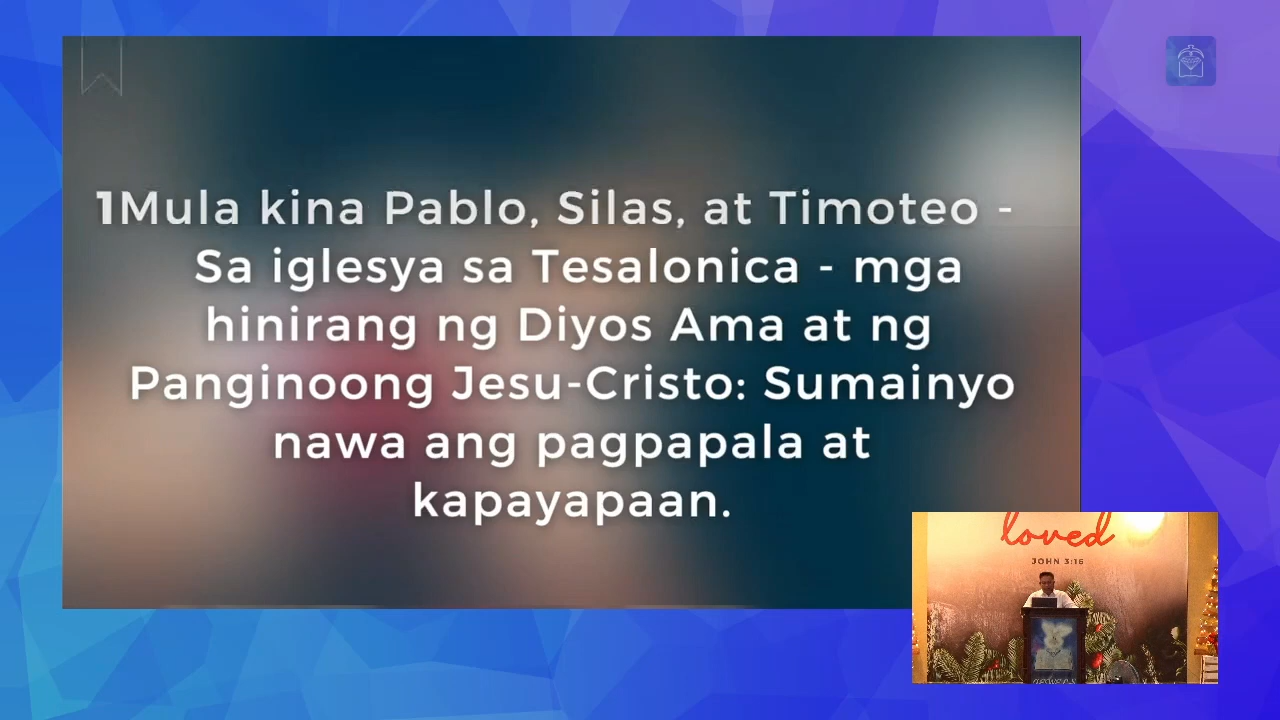 1Mula kina Pablo, Silas, at Timoteo -
Sa iglesya sa Tesalonica - mga
hinirang ng Diyos Ama at ng
Panginoong Jesu-Cristo: Sumainyo
nawa ang pagpapala at
kapayapaan.
loved
JOHN 3:16